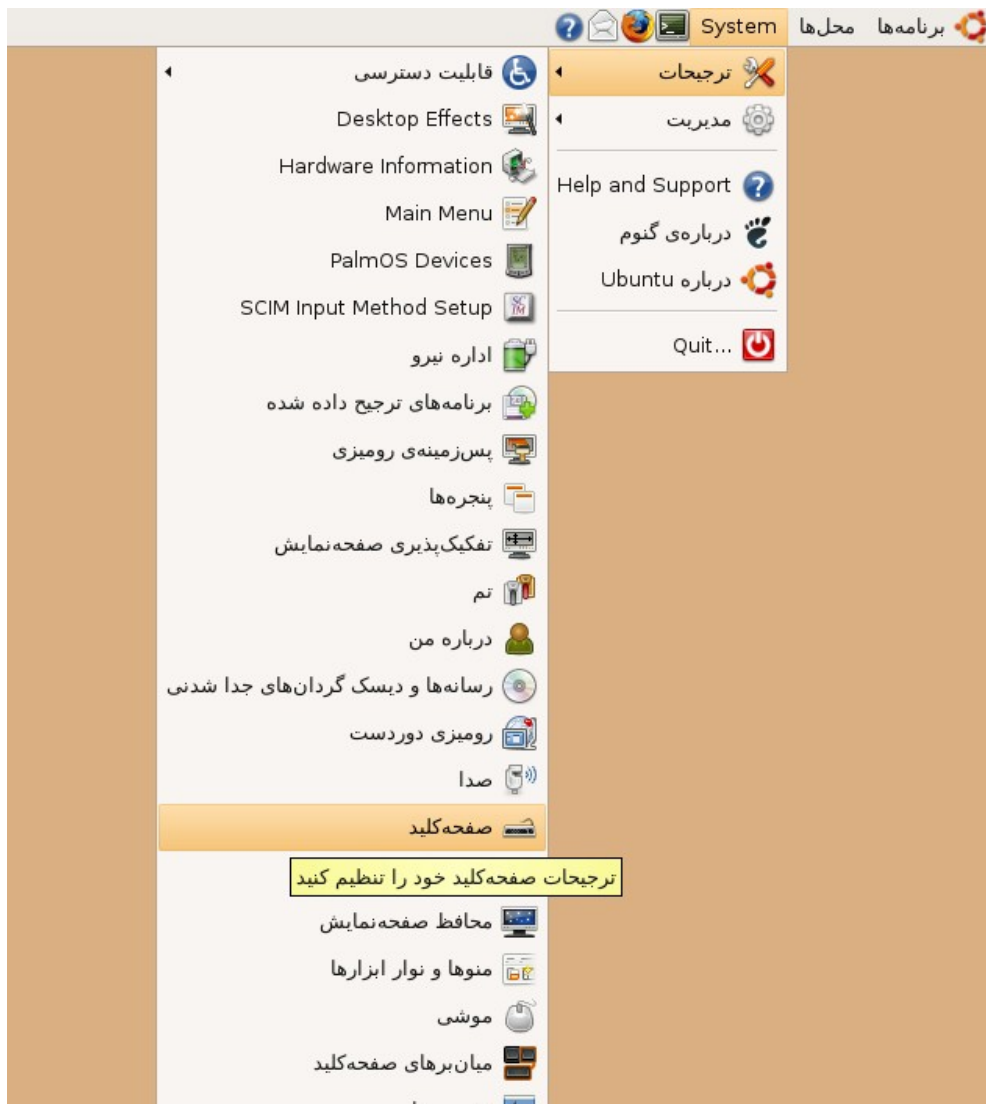 برنامه‌ها محل‌ها System
ترجیحات
مدیریت
Help and Support
درباره‌ی گنوم
درباره Ubuntu
Quit...
قابلیت دسترسی
Desktop Effects
Hardware Information
Main Menu
PalmOS Devices
SCIM Input Method Setup
اداره نیرو
برنامه‌های ترجیح داده شده
پس‌زمینه‌ی رومیزی
پنجره‌ها
تفکیک‌پذیری صفحه‌نمایش
تم
درباره من
رسانه‌ها و دیسک گردان‌های جدا شدنی
رومیزی دوردست
صدا
صفحه‌کلید
ترجیحات صفحه‌کلید خود را تنظیم کنید
محافظ صفحه‌نمایش
منوها و نوار ابزارها
موشی
میان‌برهای صفحه‌کلید